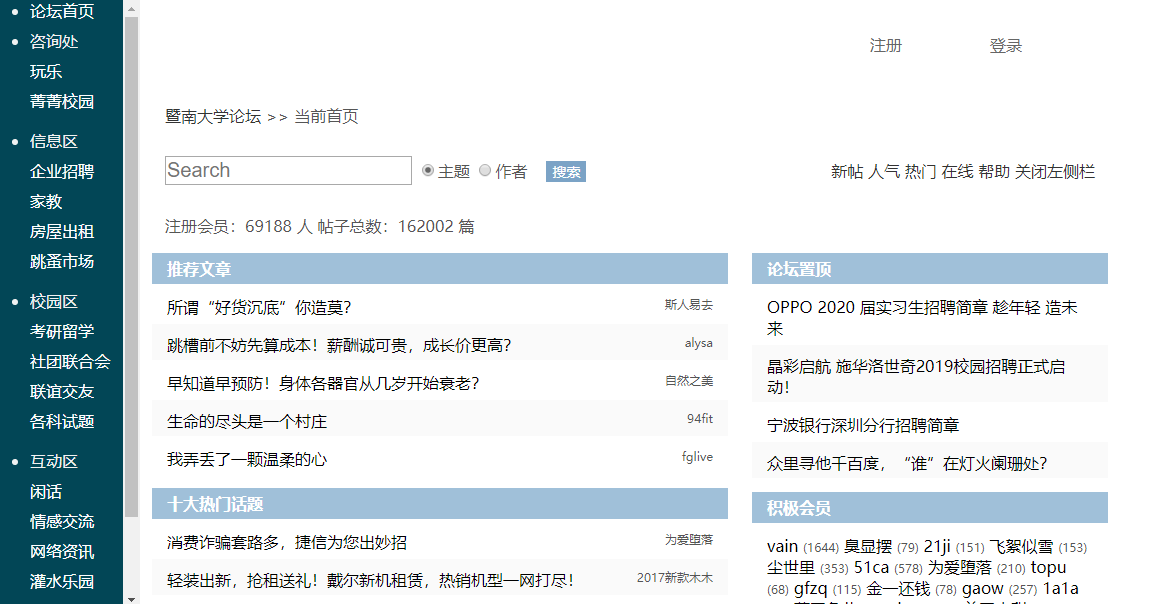 论坛首页
咨询处
玩乐
菁菁校园
信息区
企业招聘
家教
房屋出租
跳蚤市场
校园区
考研留学
社团联合会
联谊交友
各科试题
互动区
闲话
情感交流
网络资讯
灌水乐园
注册 登录
暨南大学论坛 >> 当前首页
Search 主题 作者 搜索 新帖 人气 热门 在线 帮助 关闭左侧栏
注册会员：69188 人 帖子总数：162002 篇
推荐文章
所谓“好货沉底”你造莫？ 斯人易去
跳槽前不妨先算成本！薪酬诚可贵，成长价更高？ alysa
早知道早预防！身体各器官从几岁开始衰老？ 自然之美
生命的尽头是一个村庄 94fit
我弄丢了一颗温柔的心 fglive
十大热门话题
消费诈骗套路多，捷信为您出妙招 为爱堕落
轻装出新，抢租送礼！戴尔新机租赁，热销机型一网打尽！ 2017新款木木
论坛置顶
OPPO 2020 届实习生招聘简章 趁年轻 造未
来
晶彩启航 施华洛世奇2019校园招聘正式启
动！
宁波银行深圳分行招聘简章
众里寻他千百度，“谁”在灯火阑珊处？
积极会员
vain (1644) 臭显摆 (79) 21ji (151) 飞絮似雪 (153)
尘世里 (353) 51ca (578) 为爱堕落 (210) topu
(68) gfzq (115) 金一还钱 (78) gaow (257) 1a1a